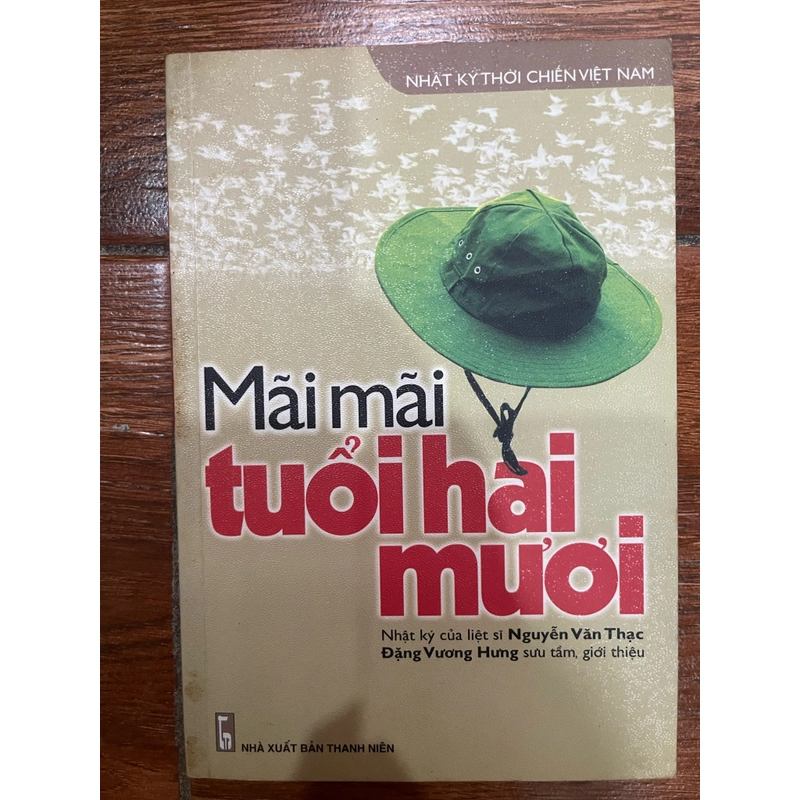 NHẬT KÝ THỜI CHIẾN VIỆT NAM
Mãi mãi
tuổi hai
mươi
Nhật ký của liệt sĩ Nguyễn Văn Thạc
Đặng Vương Hưng sưu tầm, giới thiệu
NHÀ XUẤT BẢN THANH NIÊN